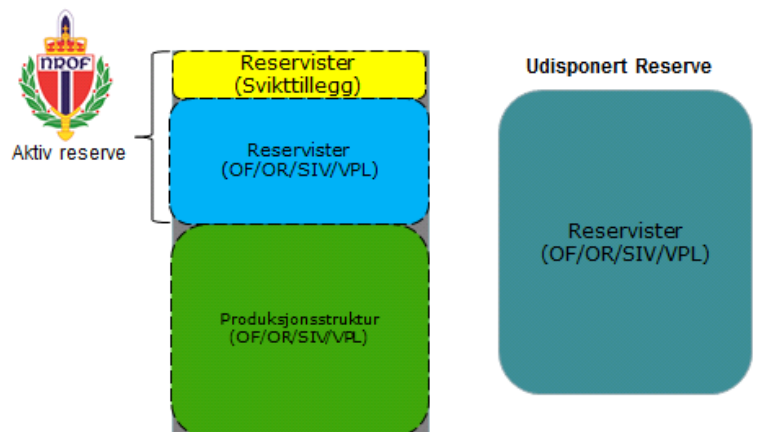 NROF
Aktiv reserve
Reservister
(Svikttillegg)
Reservister
(OF/OR/SIV/VPL)
Produksjonsstruktur
(OF/OR/SIV/VPL)
Udisponert Reserve
Reservister
(OF/OR/SIV/VPL)